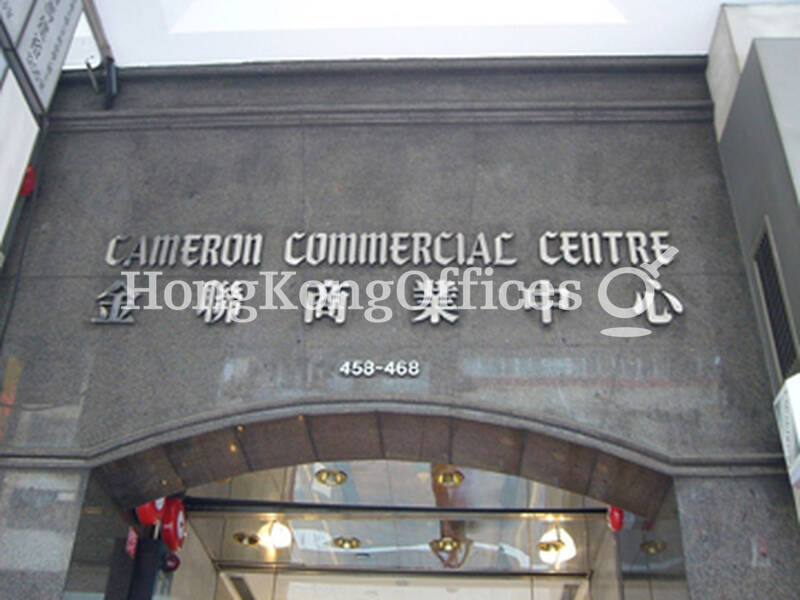 CAMERON COMMERCIAL CENTRE
金聯商業中心
HongKongOffices
458-468